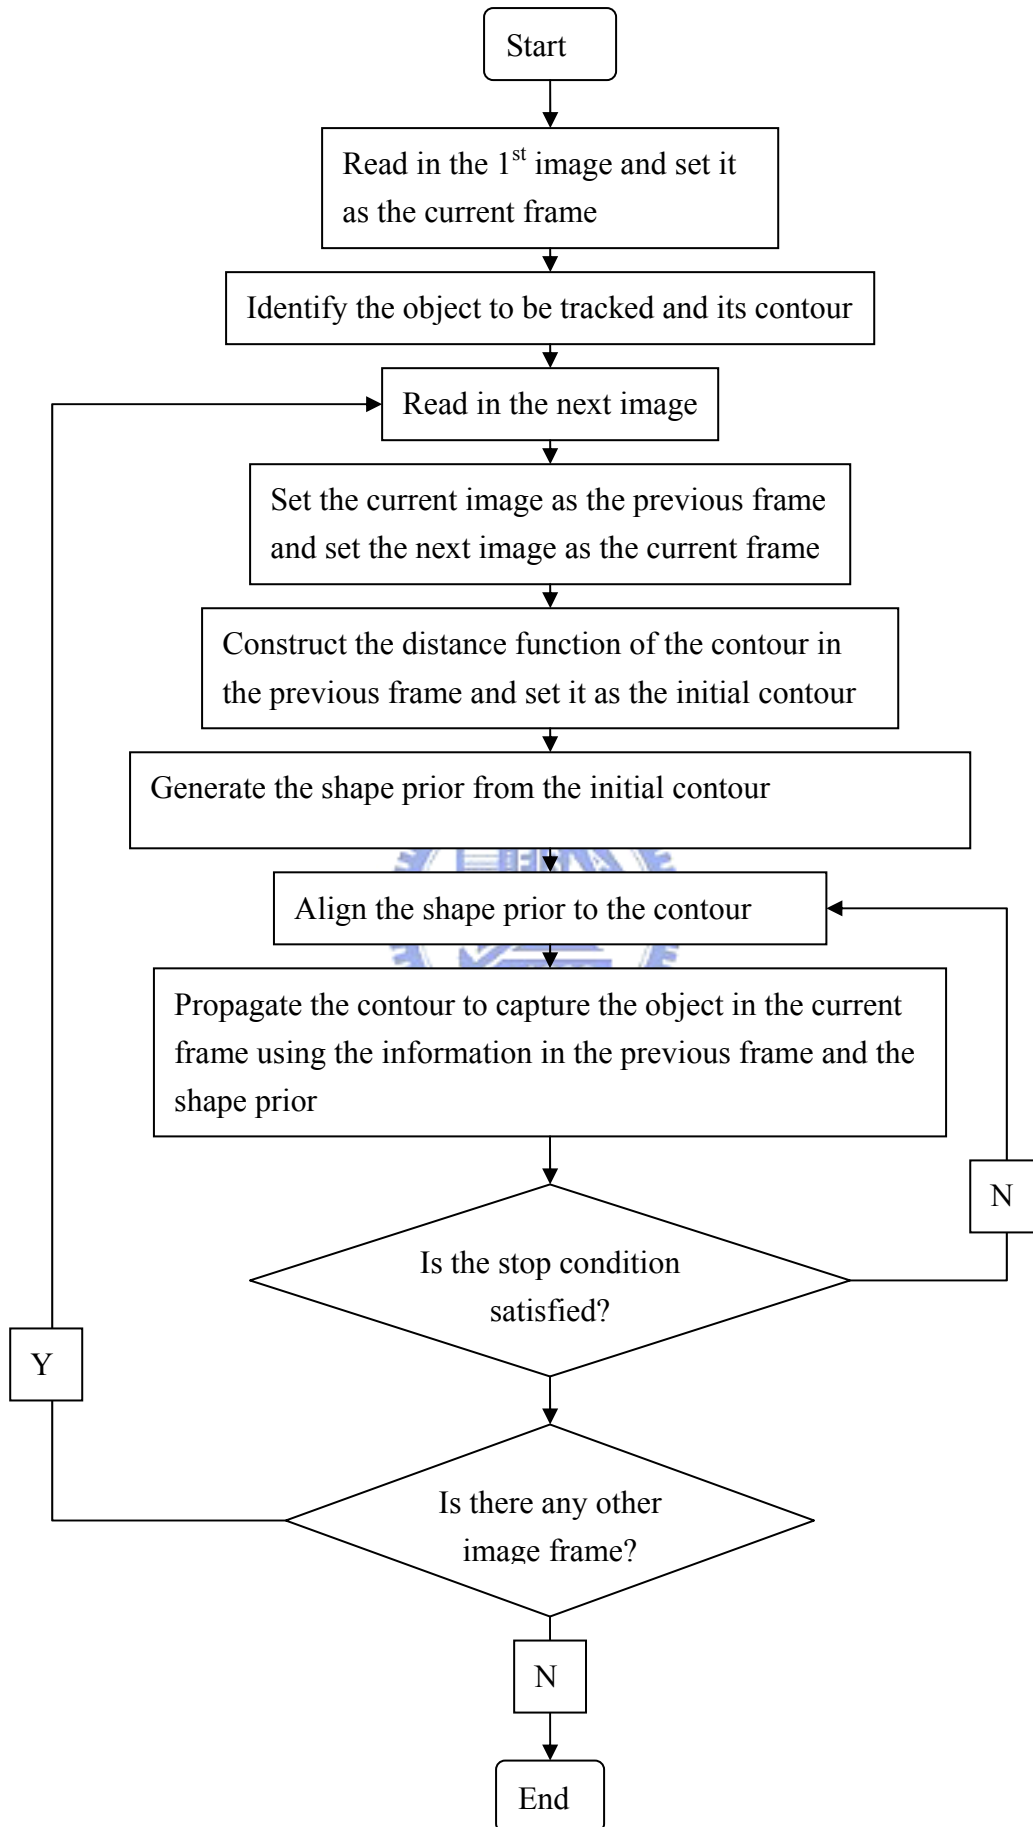 Start
Read in the 1st image and set it
as the current frame
Identify the object to be tracked and its contour
Read in the next image
Set the current image as the previous frame
and set the next image as the current frame
Construct the distance function of the contour in
the previous frame and set it as the initial contour
Generate the shape prior from the initial contour
Align the shape prior to the contour
Propagate the contour to capture the object in the current
frame using the information in the previous frame and the
shape prior
N
Is the stop condition
satisfied?
Y
Is there any other
image frame?
N
End